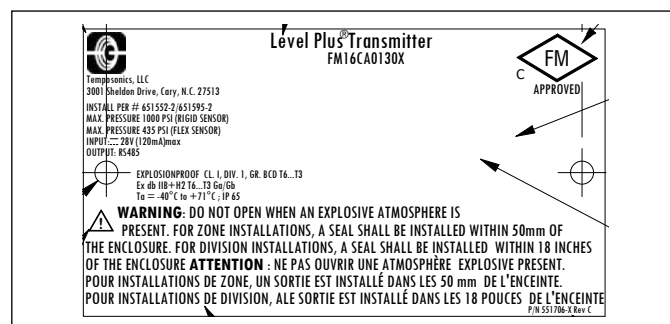 Level Plus® Transmitter
FM16CA0130X
C
FM
APPROVED
Temposonics, LLC
3001 Sheldon Drive, Cary, N.C. 27513
INSTALL PER # 651552-2/651595-2
MAX. PRESSURE 1000 PSI (RIGID SENSOR)
MAX. PRESSURE 435 PSI (FLEX SENSOR)
INPUT:⎓ 28V (120mA)max
OUTPUT: RS485
EXPLOSIONPROOF CL. I, DIV. 1, GR. BCD T6...T3
Ex db IIB+H2 T6...T3 Ga/Gb
Ta = -40°C to +71°C ; IP 65
WARNING: DO NOT OPEN WHEN AN EXPLOSIVE ATMOSPHERE IS
PRESENT. FOR ZONE INSTALLATIONS, A SEAL SHALL BE INSTALLED WITHIN 50mm OF
THE ENCLOSURE. FOR DIVISION INSTALLATIONS, A SEAL SHALL BE INSTALLED WITHIN 18 INCHES
OF THE ENCLOSURE ATTENTION : NE PAS OUVRIR UNE ATMOSPHÈRE EXPLOSIVE PRESENT.
POUR INSTALLATIONS DE ZONE, UN SORTIE EST INSTALLÉ DANS LES 50 mm DE L'ENCEINTE.
POUR INSTALLATIONS DE DIVISION, ALE SORTIE EST INSTALLÉ DANS LES 18 POUCES DE L'ENCEINTE
P/N 551706-X Rev C